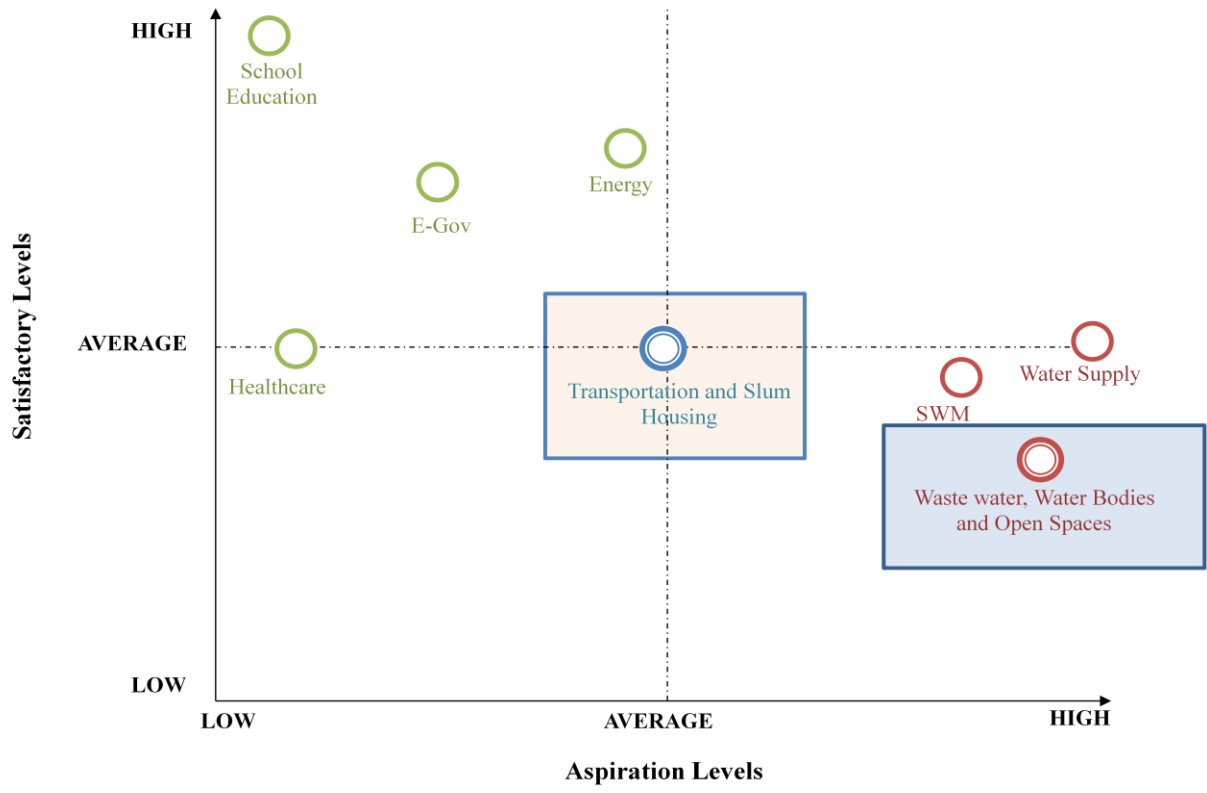 HIGH
School
Education
Energy
E-Gov
Satisfactory Levels
AVERAGE
Healthcare
Transportation and Slum
Housing
Water Supply
SWM
Waste water, Water Bodies
and Open Spaces
LOW
LOW
AVERAGE
HIGH
Aspiration Levels